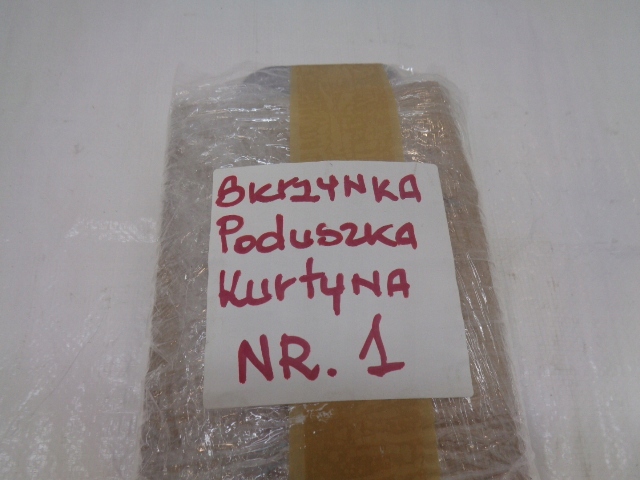 Skrzynka
Poduszka
Kurtyna
NR. 1